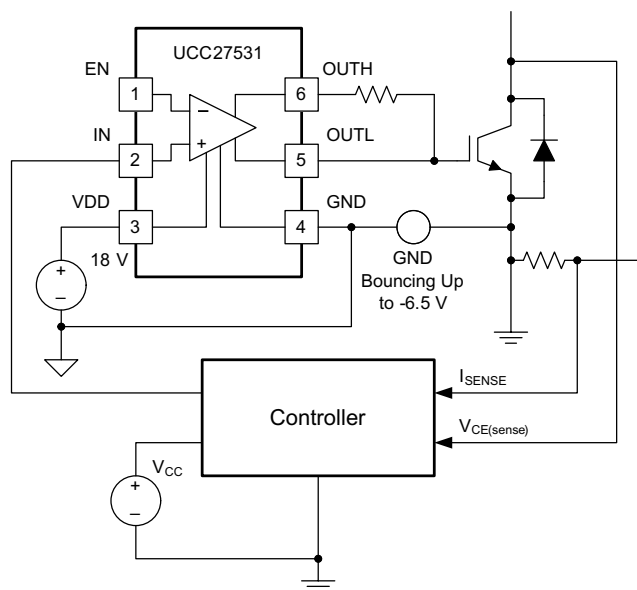 UCC27531
EN
1
OUTH
6
−
+
IN
2
OUTL
5
VDD
3
GND
4
18 V
+
−
GND
Bouncing Up
to -6.5 V
Controller
ISENSE
VCE(sense)
VCC
+
−